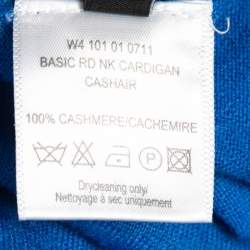 W4 101 01 0711
BASIC RD NK CARDIGAN
CASHAIR
100% CASHMERE/CACHEMIRE
P
Drycleaning only/
Nettoyage à sec uniquement